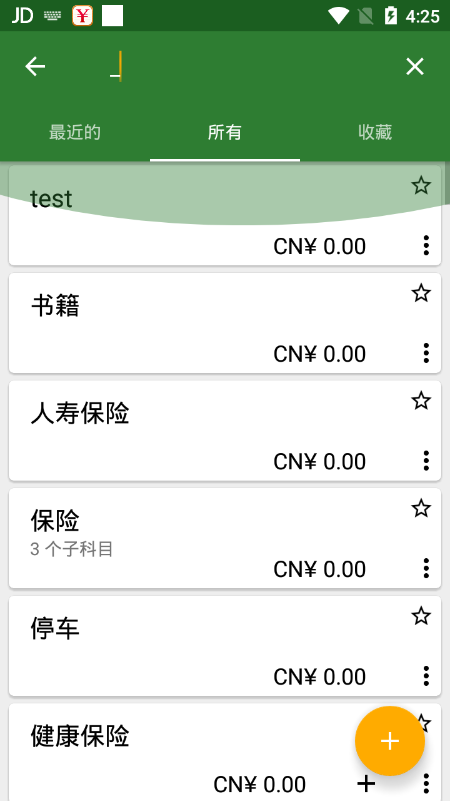 JD ¥ 4:25
_
最近的 所有 收藏
test
CN¥ 0.00
书籍
CN¥ 0.00
人寿保险
CN¥ 0.00
保险
3 个子科目
CN¥ 0.00
停车
CN¥ 0.00
健康保险
CN¥ 0.00